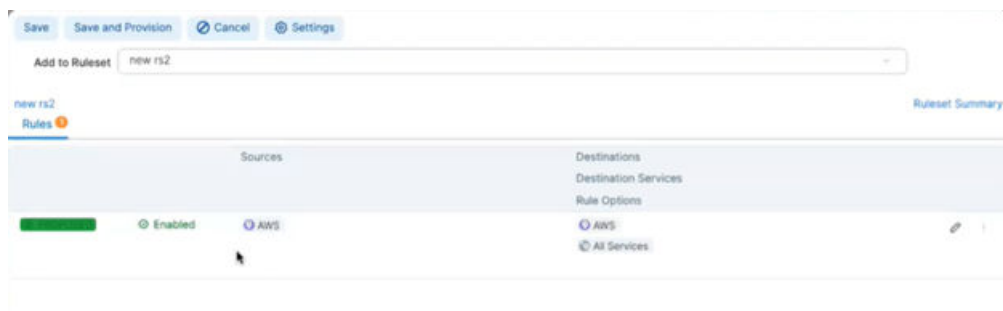 Save Save and Provision Cancel Settings
Add to Ruleset new rs2
new rs2 Ruleset Summary
Rules
Sources Destinations
Destination Services
Rule Options
Enabled AWS AWS
All Services